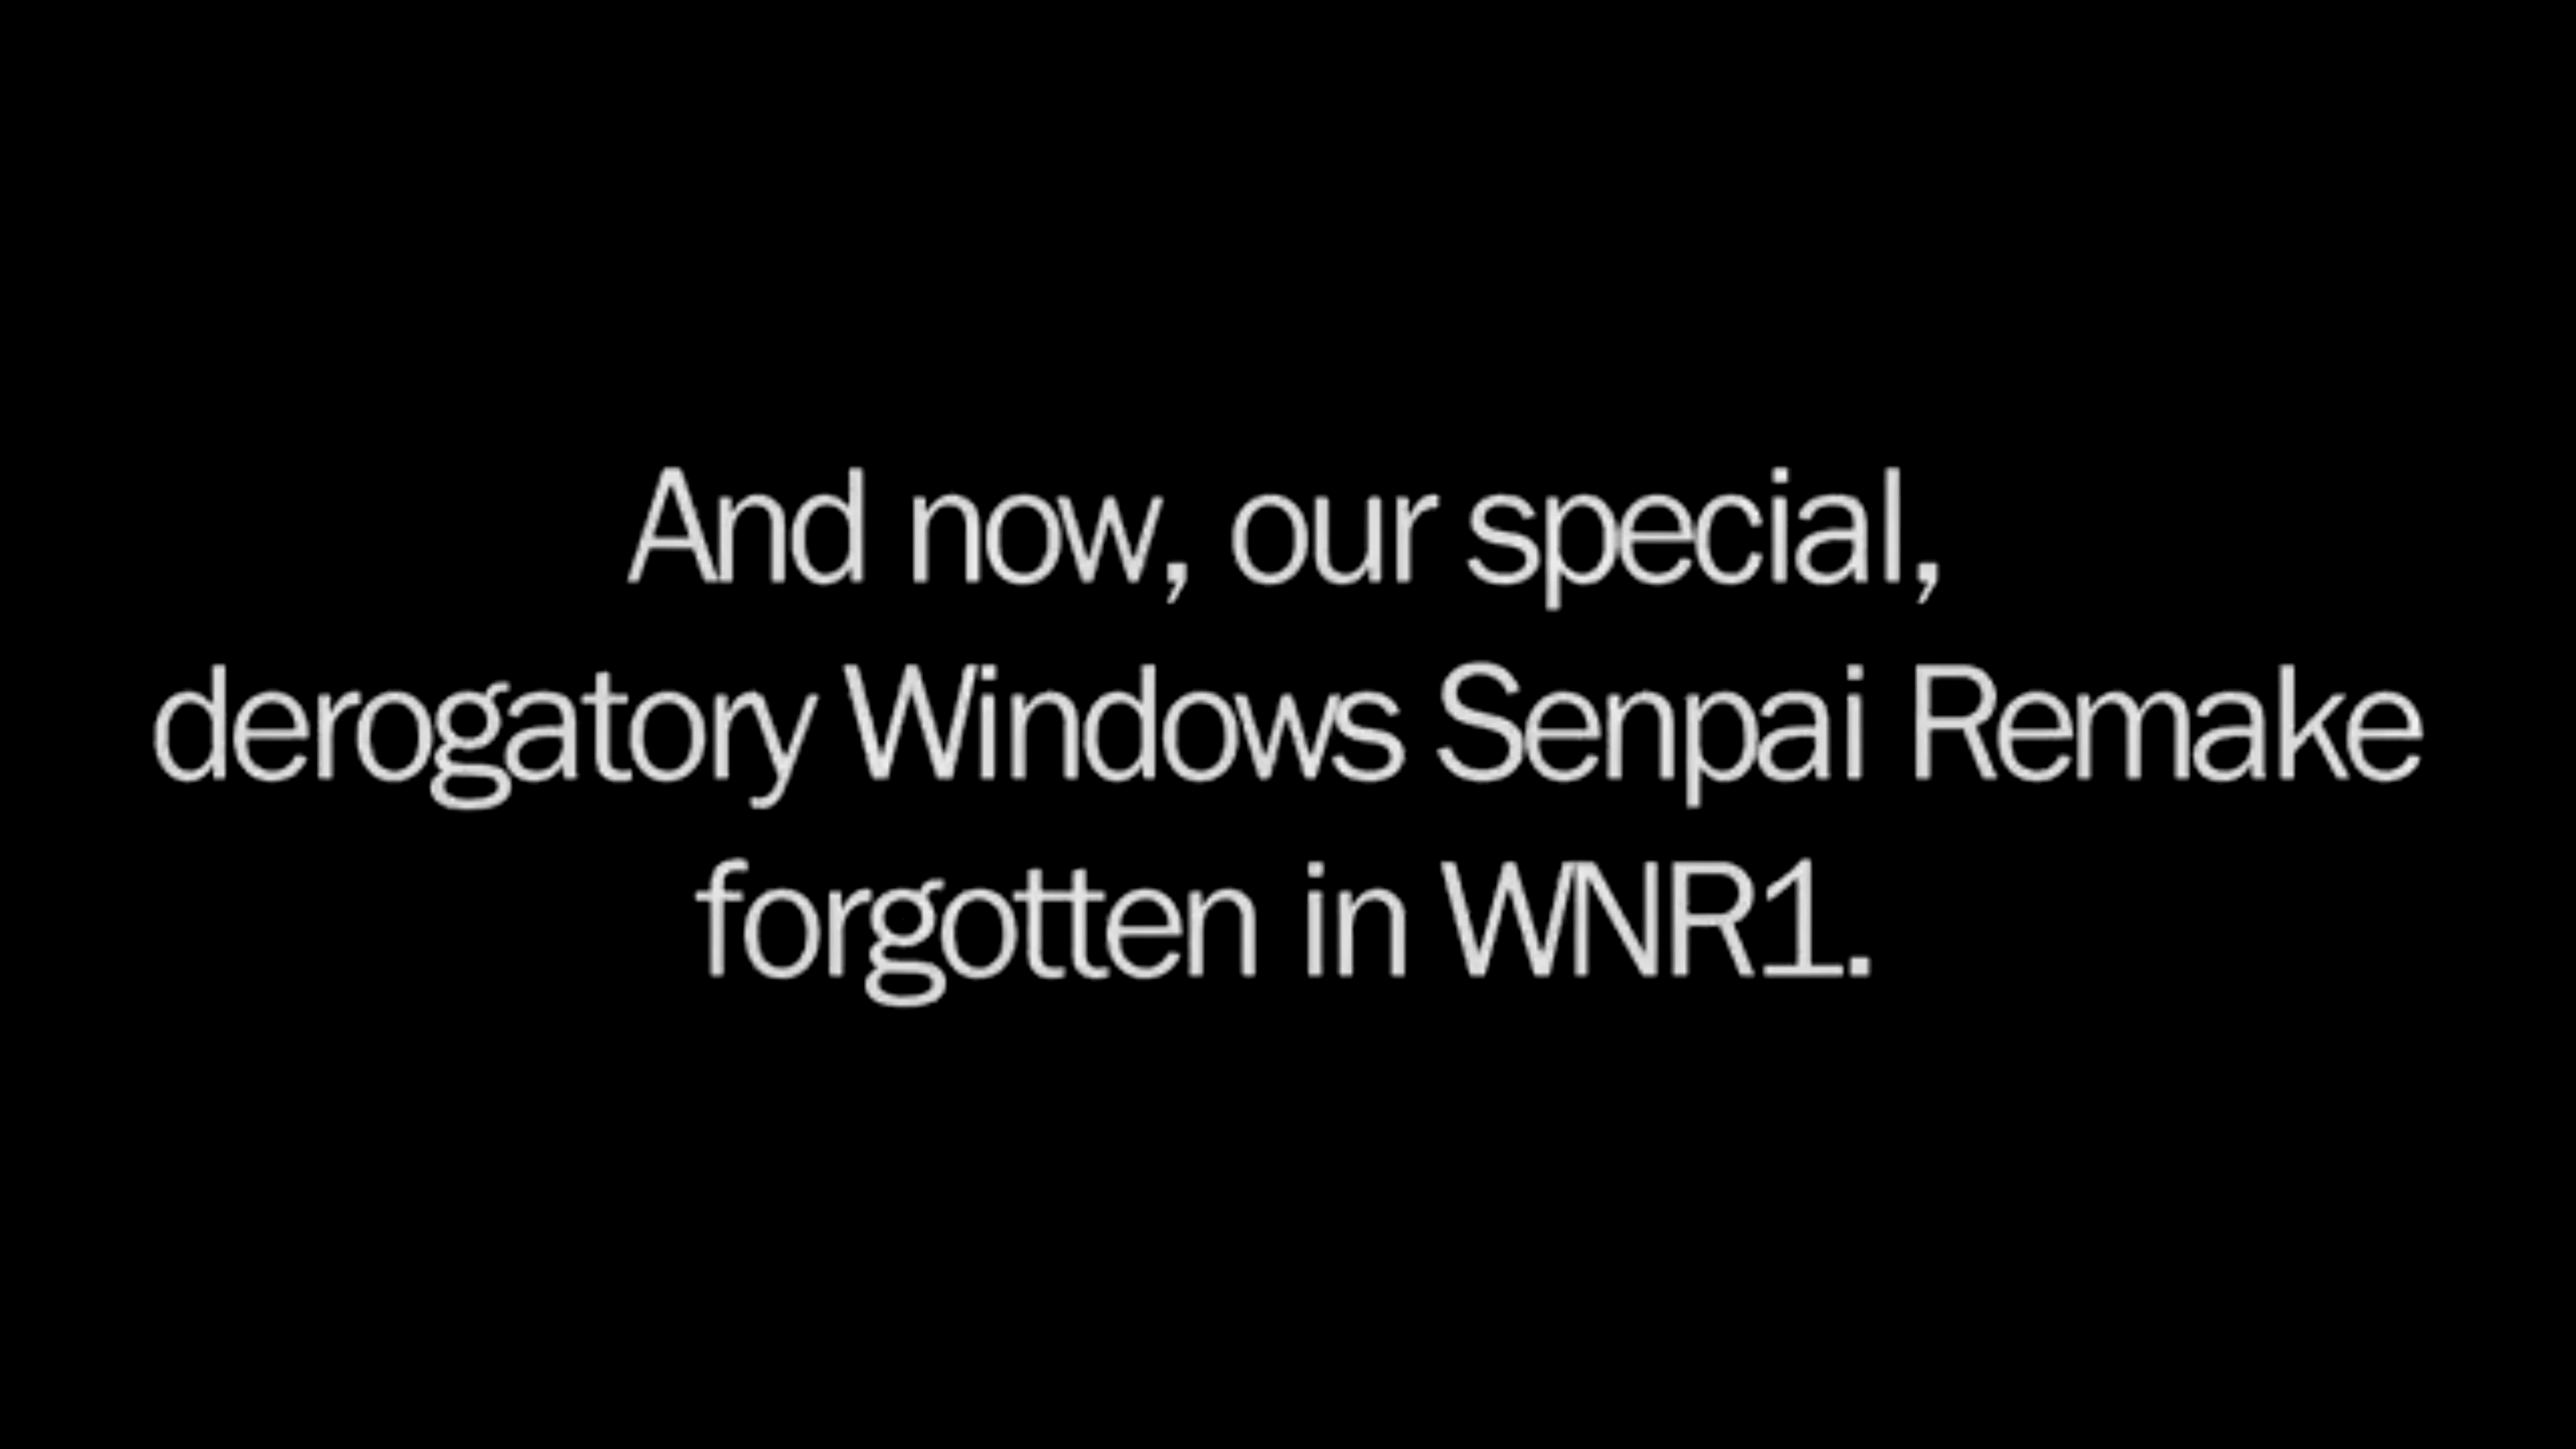 And now, our special,
derogatory Windows Senpai Remake
forgotten in WNR1.